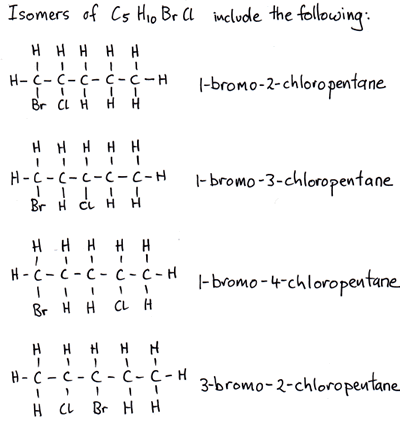 Isomers of C5 H10 Br Cl include the following:
H H H H H
H-C-C-C-C-C-H 1-bromo-2-chloropentane
Br Cl H H H
H H H H H
H-C-C-C-C-C-H 1-bromo-3-chloropentane
Br H Cl H H
H H H H H
H-C-C-C-C-C-H 1-bromo-4-chloropentane
Br H H Cl H
H H H H H
H-C-C-C-C-C-H 3-bromo-2-chloropentane
H Cl Br H H